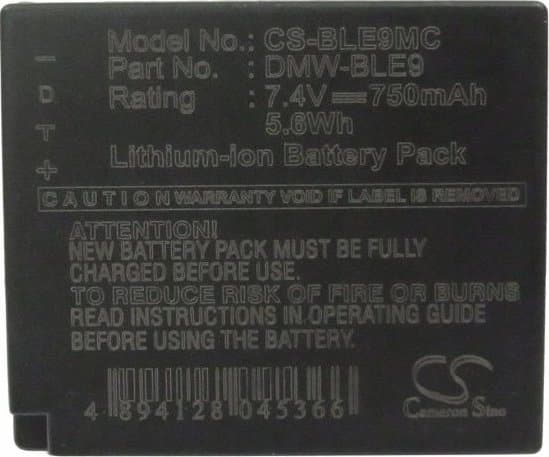 Model No.: CS-BLE9MC
Part No. : DMW-BLE9
Rating : 7.4V⎓750mAh
5.6Wh
Lithium-ion Battery Pack
−
D
T
+
CAUTION WARRANTY VOID IF LABEL IS REMOVED
ATTENTION!
NEW BATTERY PACK MUST BE FULLY
CHARGED BEFORE USE.
TO REDUCE RISK OF FIRE OR BURNS
READ INSTRUCTIONS IN OPERATING GUIDE
BEFORE USING THE BATTERY.
4 894128 045366
CS
Cameron Sino